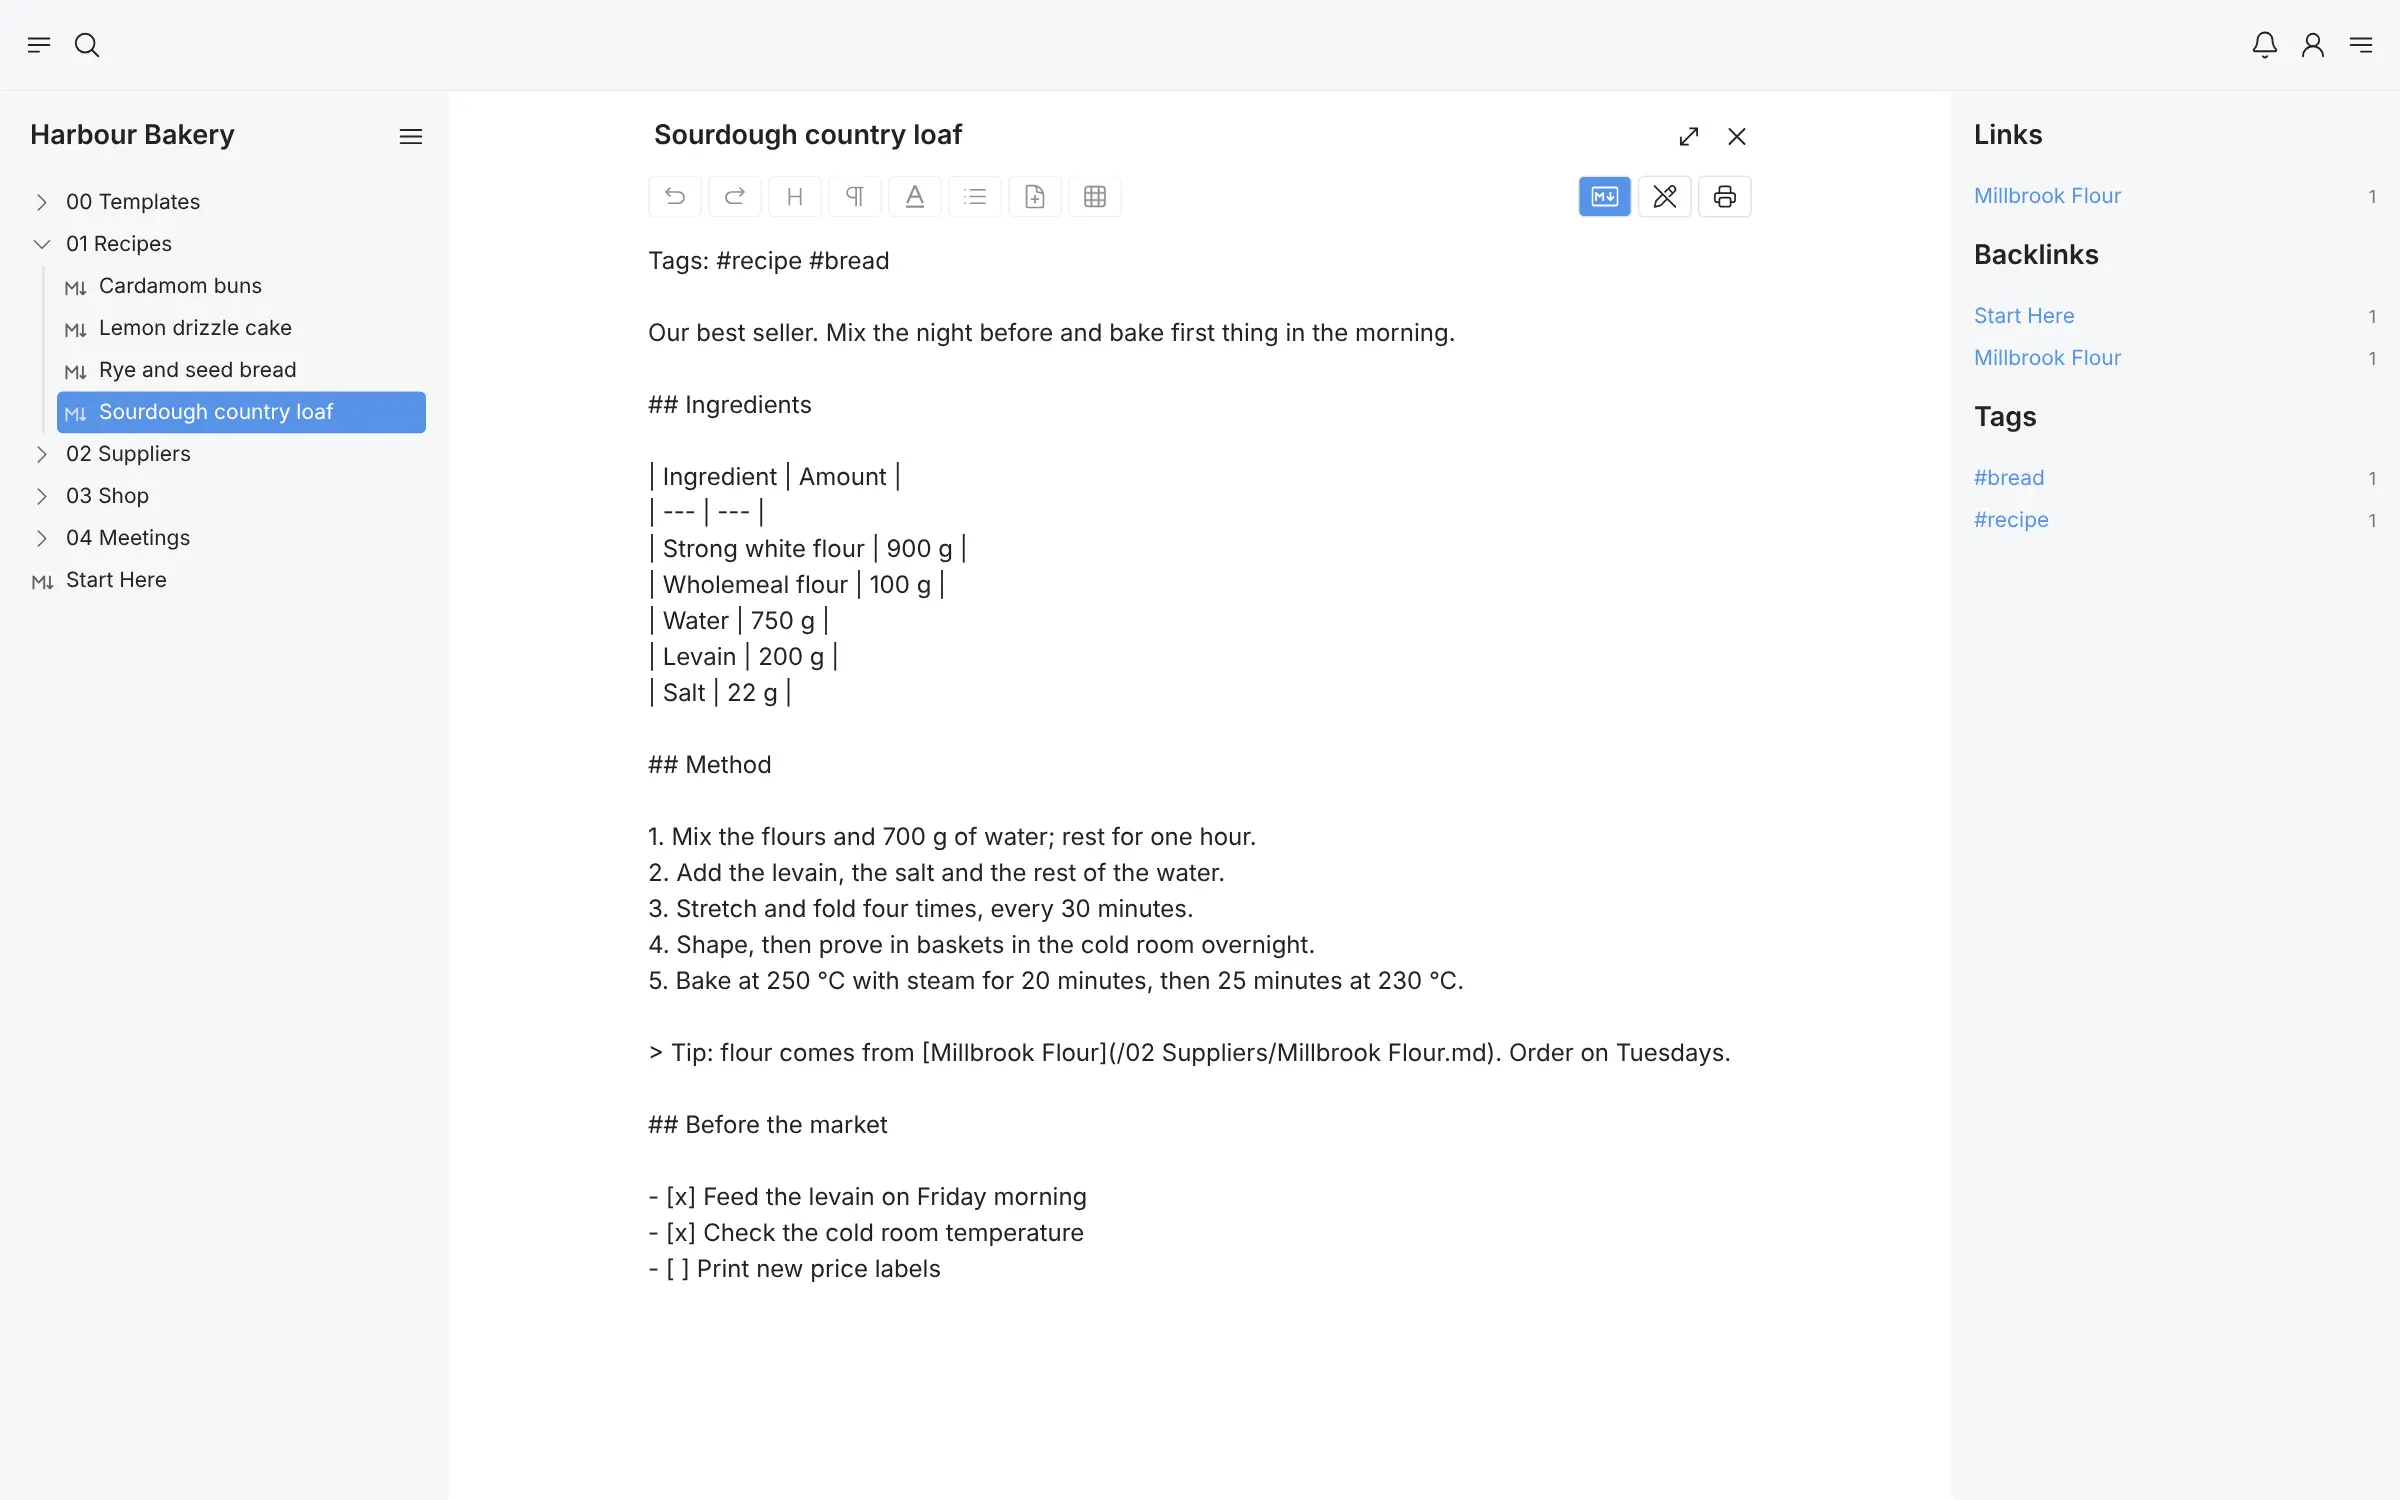 Harbour Bakery
00 Templates
01 Recipes
Cardamom buns
Lemon drizzle cake
Rye and seed bread
Sourdough country loaf
02 Suppliers
03 Shop
04 Meetings
Start Here
Sourdough country loaf
Tags: #recipe #bread
Our best seller. Mix the night before and bake first thing in the morning.
## Ingredients
| Ingredient | Amount |
| --- | --- |
| Strong white flour | 900 g |
| Wholemeal flour | 100 g |
| Water | 750 g |
| Levain | 200 g |
| Salt | 22 g |
## Method
1. Mix the flours and 700 g of water; rest for one hour.
2. Add the levain, the salt and the rest of the water.
3. Stretch and fold four times, every 30 minutes.
4. Shape, then prove in baskets in the cold room overnight.
5. Bake at 250 °C with steam for 20 minutes, then 25 minutes at 230 °C.
> Tip: flour comes from [Millbrook Flour](/02 Suppliers/Millbrook Flour.md). Order on Tuesdays.
## Before the market
- [x] Feed the levain on Friday morning
- [x] Check the cold room temperature
- [ ] Print new price labels
Links
Millbrook Flour 1
Backlinks
Start Here 1
Millbrook Flour 1
Tags
#bread 1
#recipe 1